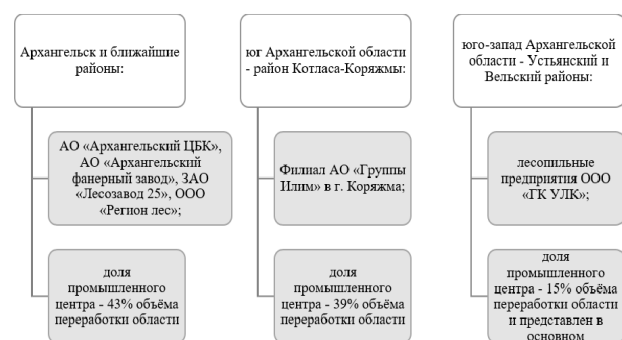 Архангельск и ближайшие
районы:
АО «Архангельский ЦБК»,
АО «Архангельский
фанерный завод», ЗАО
«Лесозавод 25», ООО
«Регион лес»;
доля
промышленного
центра - 43% объёма
переработки области
юг Архангельской области
- район Котласа-Коряжмы:
Филиал АО «Группы
Илим» в г. Коряжма;
доля
промышленного
центра - 39% объёма
переработки области
юго-запад Архангельской
области - Устьянский и
Вельский районы:
лесопильные
предприятия ООО
«ГК УЛК»;
доля
промышленного
центра - 15% объёма
переработки области
и представлен в
основном